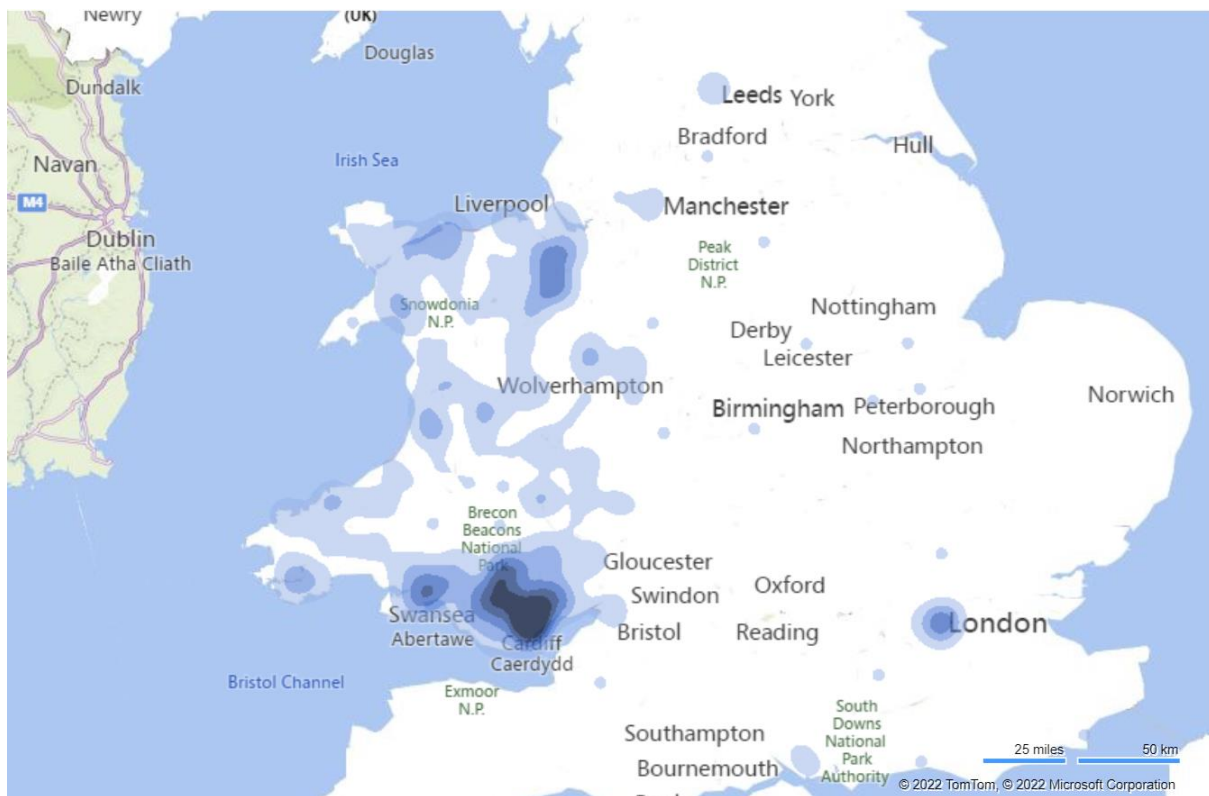 Newry
(UK)
Douglas
Dundalk
Leeds
York
Bradford
Hull
Irish Sea
Navan
M4
Liverpool
Manchester
Dublin
Baile Atha Cliath
Peak
District
N.P.
Snowdonia
N.P.
Nottingham
Derby
Leicester
Wolverhampton
Birmingham
Peterborough
Norwich
Northampton
Brecon
Beacons
National
Park
Gloucester
Swindon
Oxford
Swansea
Abertawe
Bristol
Reading
London
Cardiff
Caerdydd
Bristol Channel
Exmoor
N.P.
South
Downs
National
Park
Authority
Southampton
Bournemouth
25 miles
50 km
© 2022 TomTom, © 2022 Microsoft Corporation